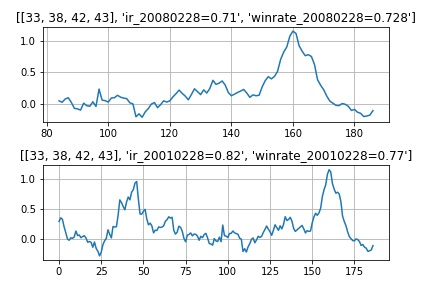 [[33, 38, 42, 43], 'ir_20080228=0.71', 'winrate_20080228=0.728']
1.0
0.5
0.0
80 100 120 140 160 180
[[33, 38, 42, 43], 'ir_20010228=0.82', 'winrate_20010228=0.77']
1.0
0.5
0.0
0 25 50 75 100 125 150 175